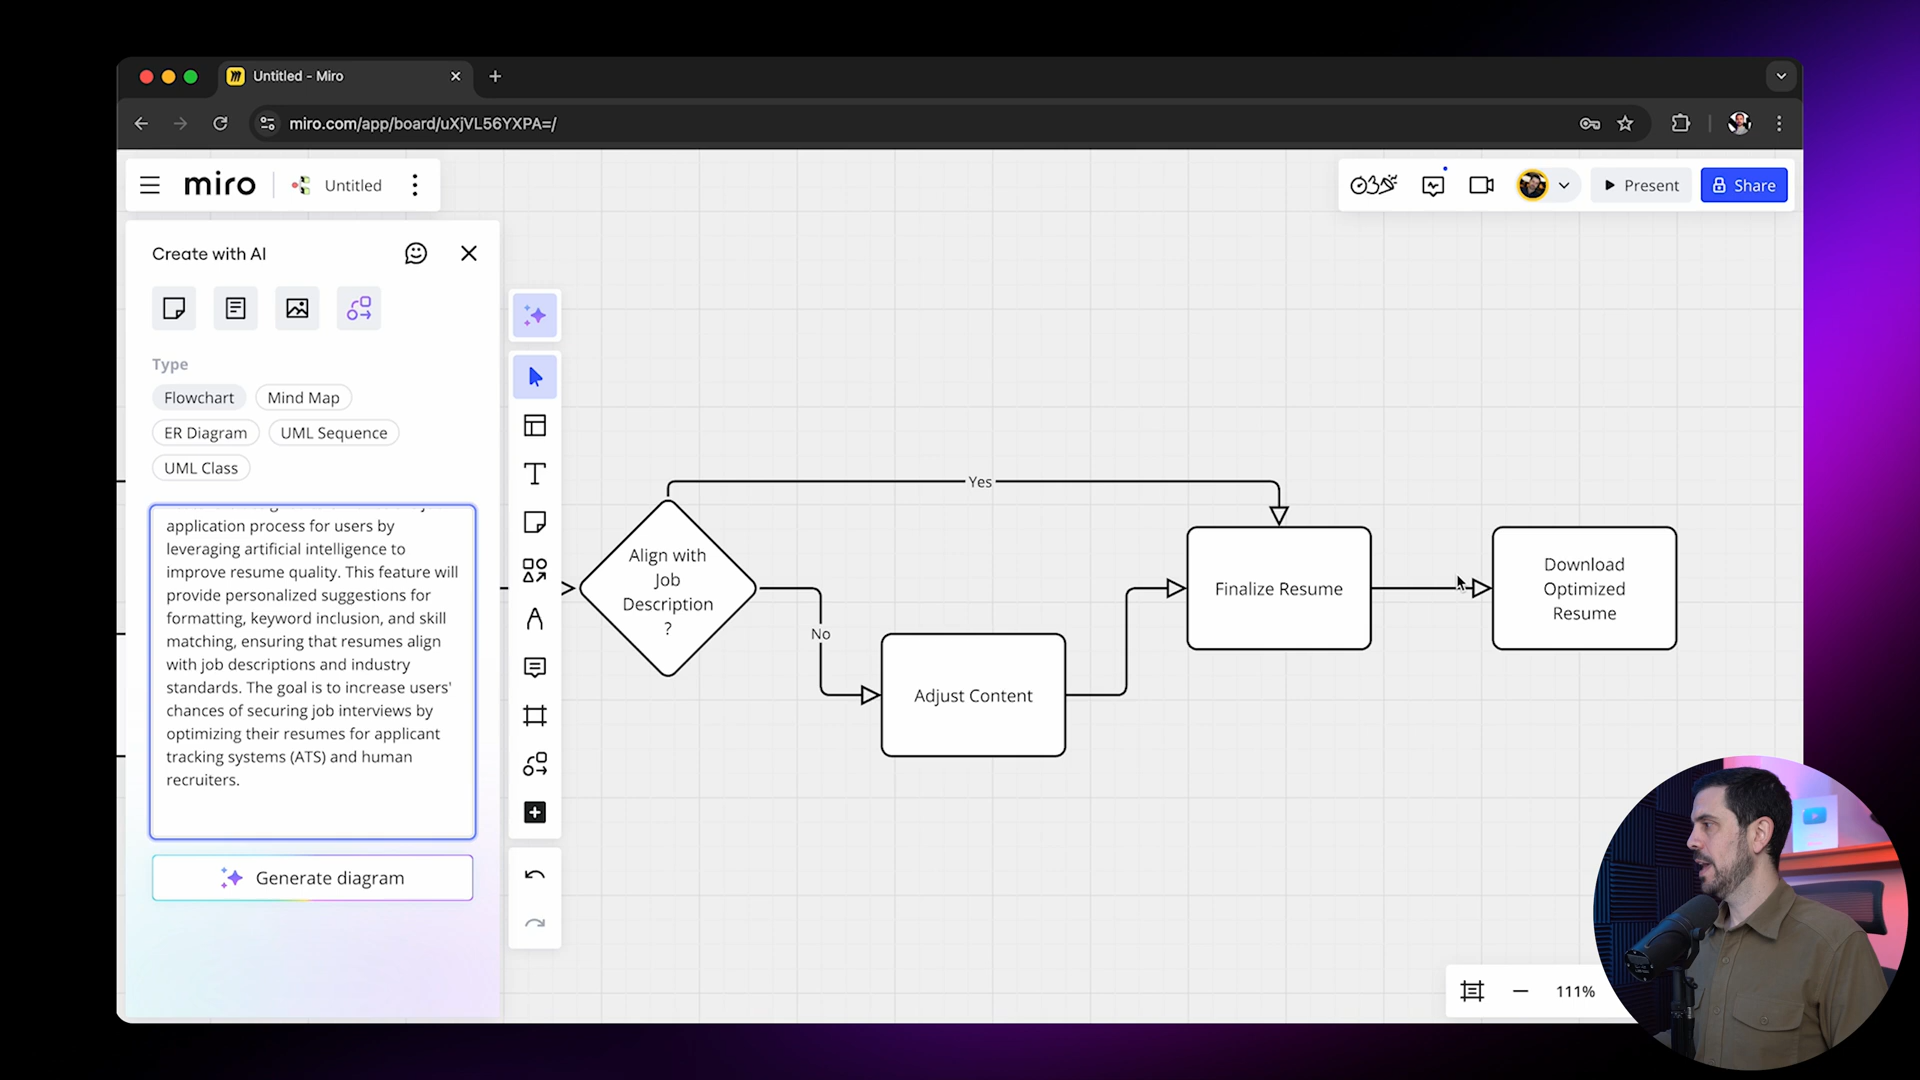 Untitled - Miro
miro.com/app/board/uXjVL56YXPA=/
miro
Untitled
Present
Share
Create with AI
Type
Flowchart
Mind Map
ER Diagram
UML Sequence
UML Class
application process for users by
leveraging artificial intelligence to
improve resume quality. This feature will
provide personalized suggestions for
formatting, keyword inclusion, and skill
matching, ensuring that resumes align
with job descriptions and industry
standards. The goal is to increase users'
chances of securing job interviews by
optimizing their resumes for applicant
tracking systems (ATS) and human
recruiters.
Generate diagram
Yes
Align with
Job
Description
?
No
Adjust Content
Finalize Resume
Download
Optimized
Resume
111%